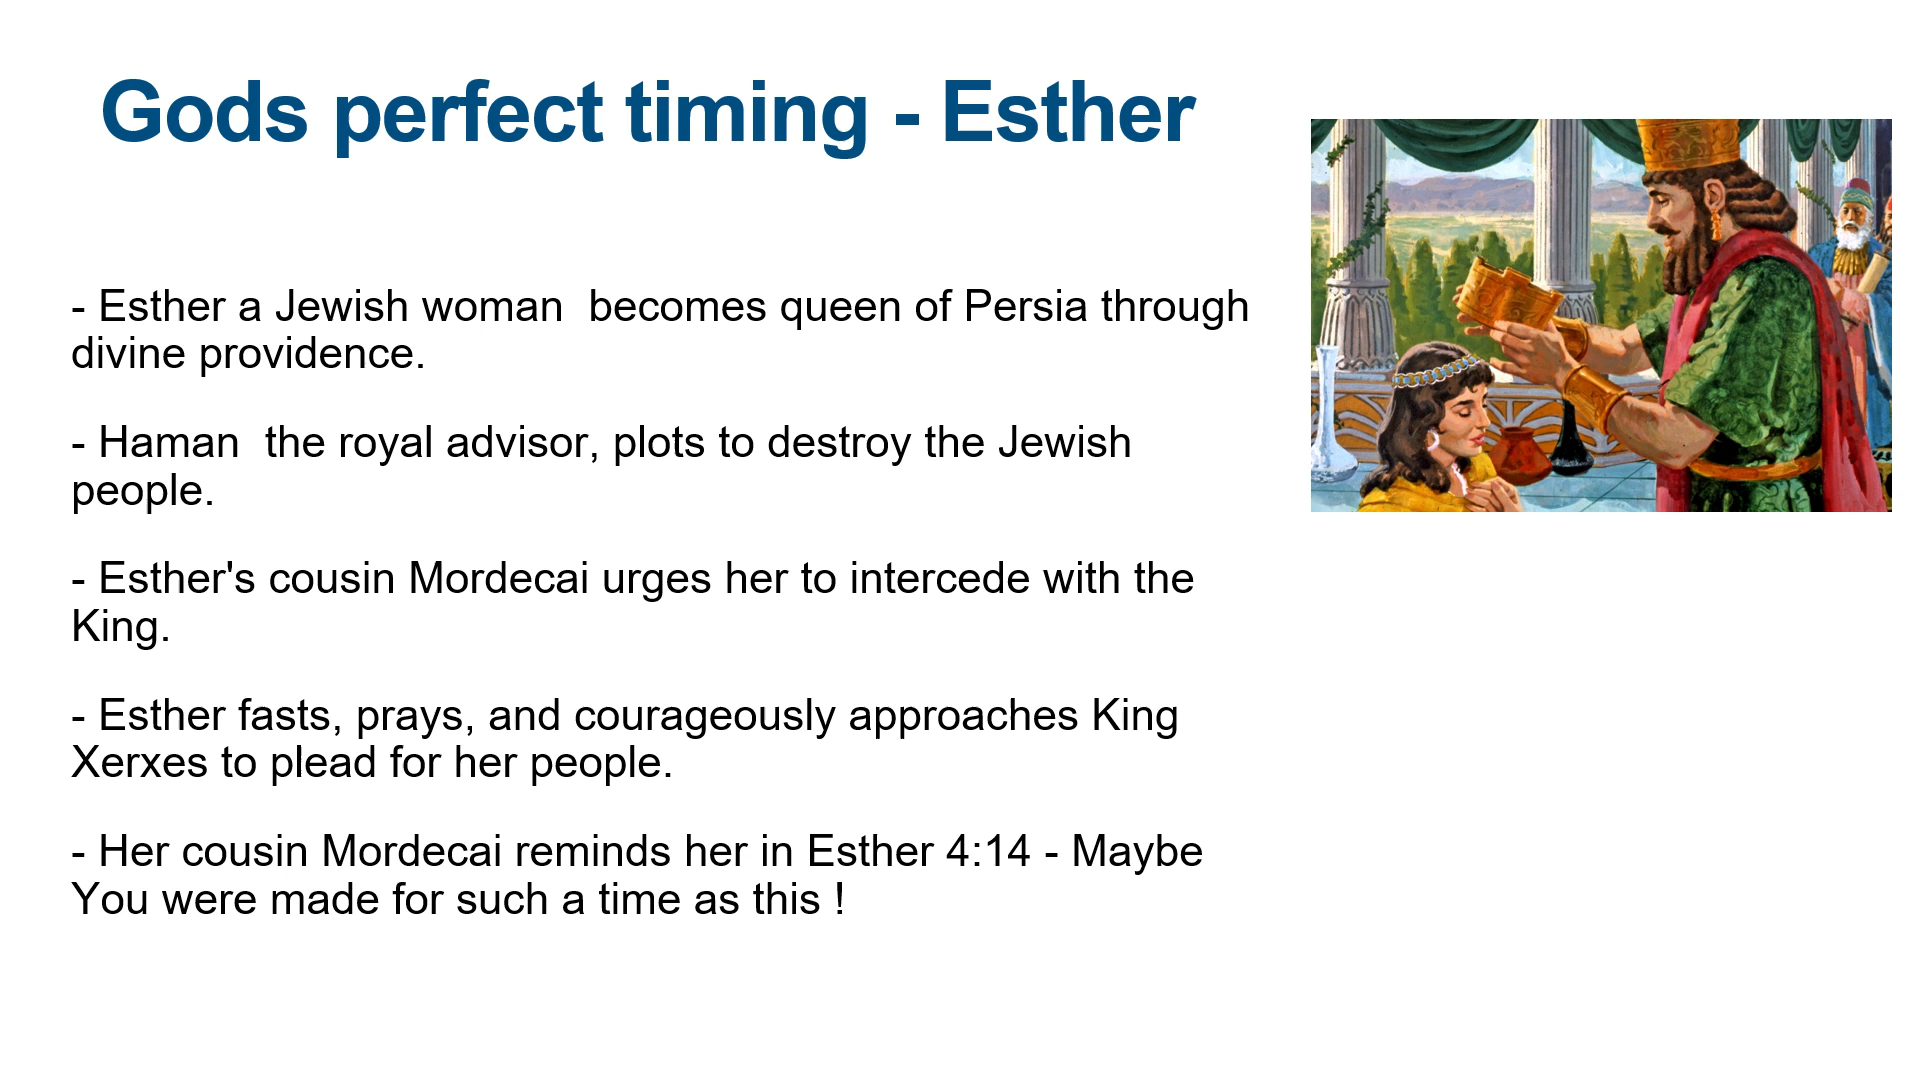 Gods perfect timing - Esther
- Esther a Jewish woman  becomes queen of Persia through
divine providence.
- Haman  the royal advisor, plots to destroy the Jewish
people.
- Esther's cousin Mordecai urges her to intercede with the
King.
- Esther fasts, prays, and courageously approaches King
Xerxes to plead for her people.
- Her cousin Mordecai reminds her in Esther 4:14 - Maybe
You were made for such a time as this !